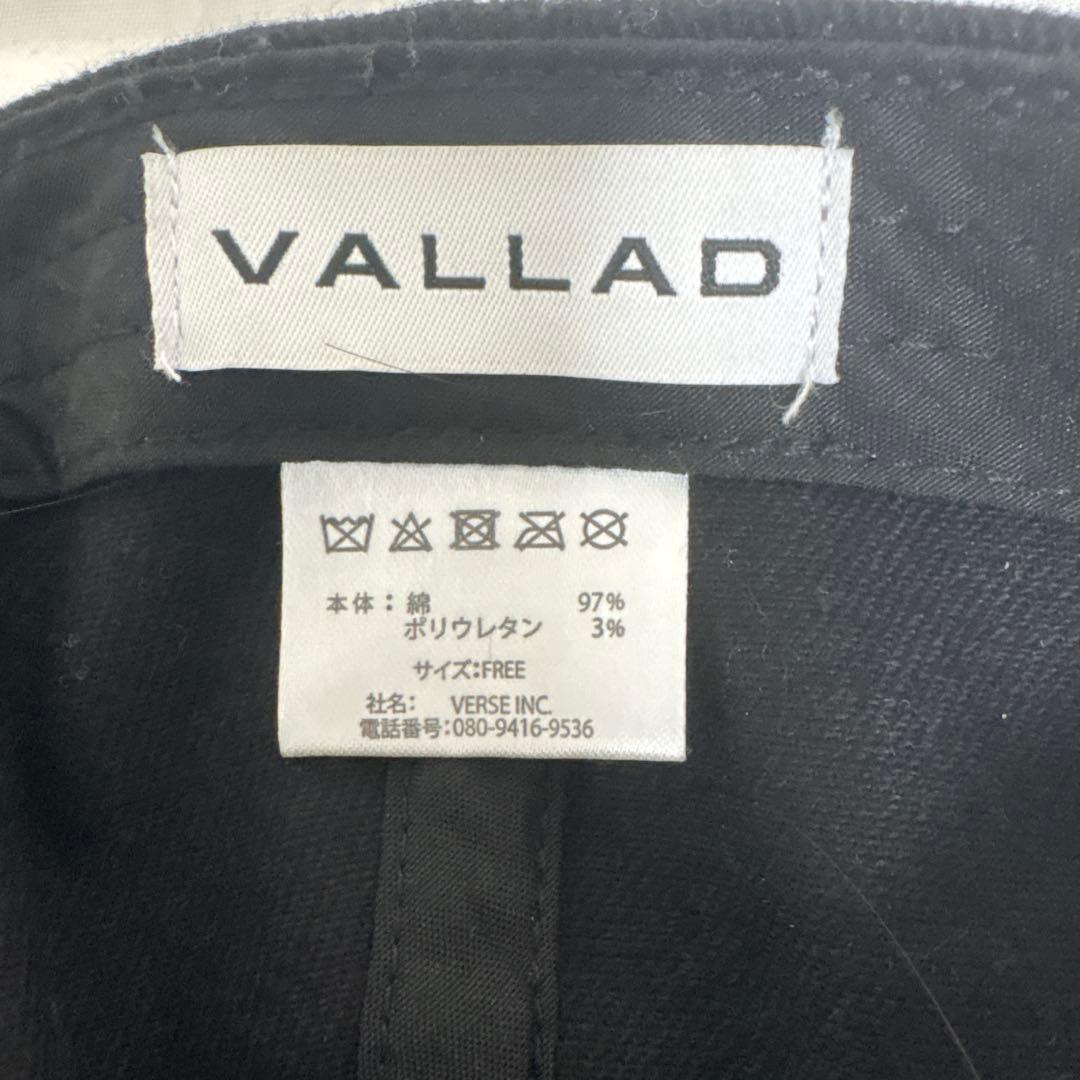 VALLAD
本体：綿 97%
ポリウレタン 3%
サイズ：FREE
社名： VERSE INC.
電話番号：080-9416-9536